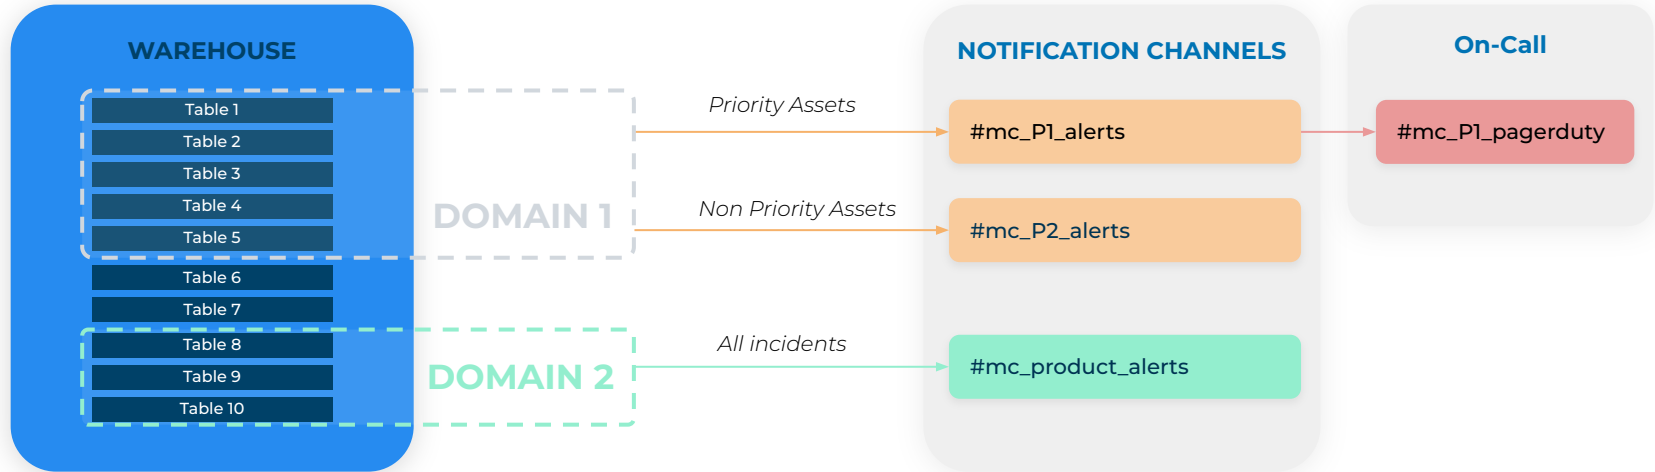 WAREHOUSE
Table 1
Table 2
Table 3
Table 4
Table 5
Table 6
Table 7
Table 8
Table 9
Table 10
DOMAIN 1
DOMAIN 2
Priority Assets
Non Priority Assets
All incidents
NOTIFICATION CHANNELS
#mc_P1_alerts
#mc_P2_alerts
#mc_product_alerts
On-Call
#mc_P1_pagerduty